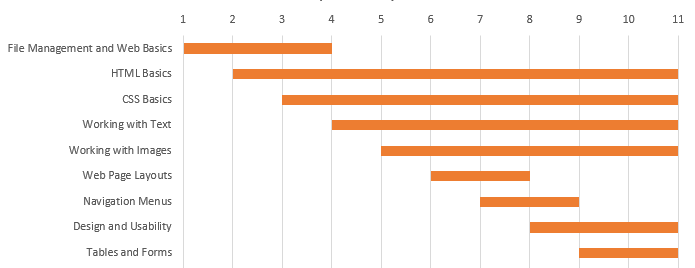 1 2 3 4 5 6 7 8 9 10 11
File Management and Web Basics
HTML Basics
CSS Basics
Working with Text
Working with Images
Web Page Layouts
Navigation Menus
Design and Usability
Tables and Forms